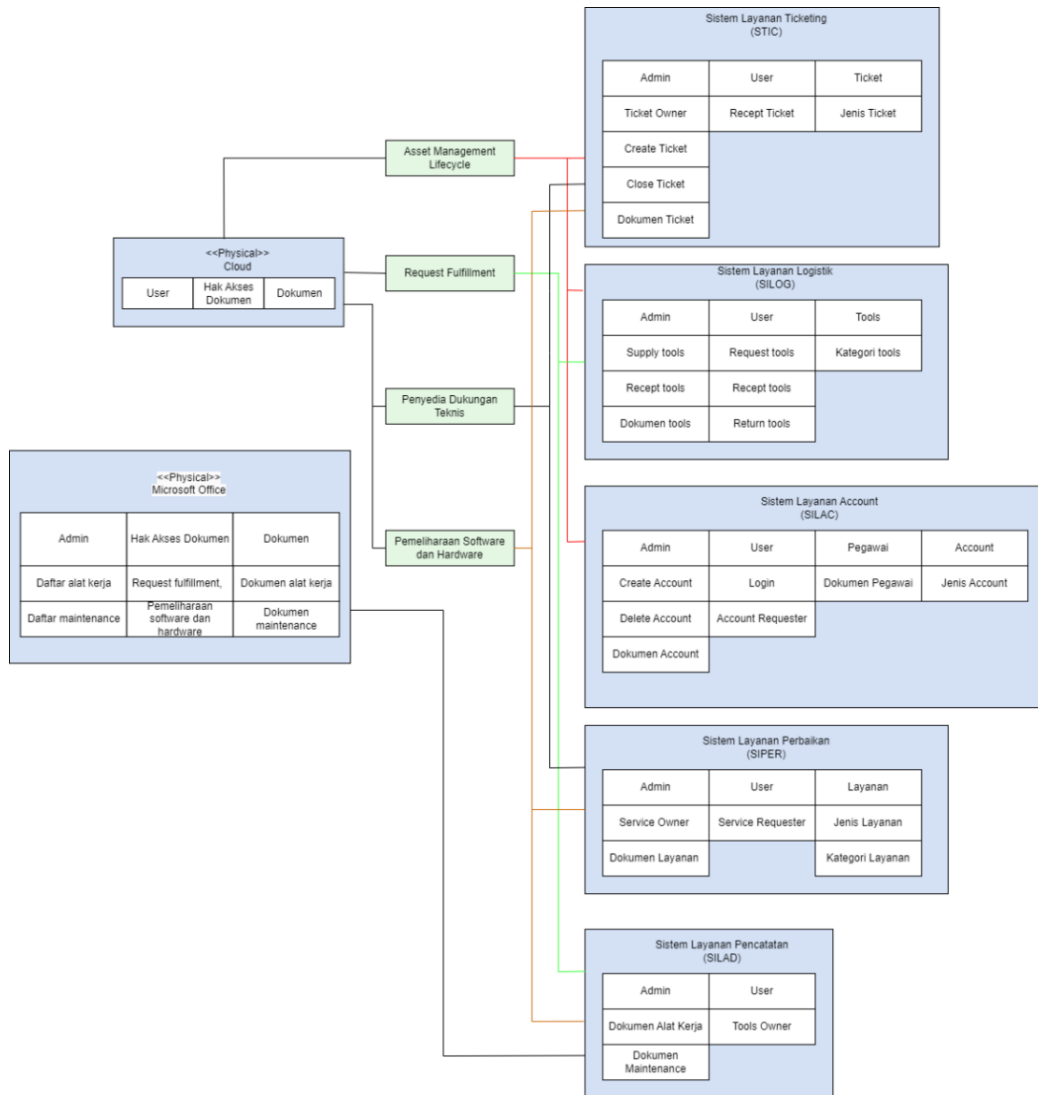 Sistem Layanan Ticketing
(STIC)
Admin
User
Ticket
Ticket Owner
Recept Ticket
Jenis Ticket
Create Ticket
Close Ticket
Dokumen Ticket
Asset Management
Lifecycle
<<Physical>>
Cloud
User
Hak Akses
Dokumen
Dokumen
Request Fulfillment
Sistem Layanan Logistik
(SILOG)
Admin
User
Tools
Supply tools
Request tools
Kategori tools
Recept tools
Recept tools
Dokumen tools
Return tools
Penyedia Dukungan
Teknis
<<Physical>>
Microsoft Office
Admin
Hak Akses Dokumen
Dokumen
Daftar alat kerja
Request fulfillment,
Dokumen alat kerja
Daftar maintenance
Pemeliharaan
software dan
hardware
Dokumen
maintenance
Pemeliharaan Software
dan Hardware
Sistem Layanan Account
(SILAC)
Admin
User
Pegawai
Account
Create Account
Login
Dokumen Pegawai
Jenis Account
Delete Account
Account Requester
Dokumen Account
Sistem Layanan Perbaikan
(SIPER)
Admin
User
Layanan
Service Owner
Service Requester
Jenis Layanan
Dokumen Layanan
Kategori Layanan
Sistem Layanan Pencatatan
(SILAD)
Admin
User
Dokumen Alat Kerja
Tools Owner
Dokumen
Maintenance